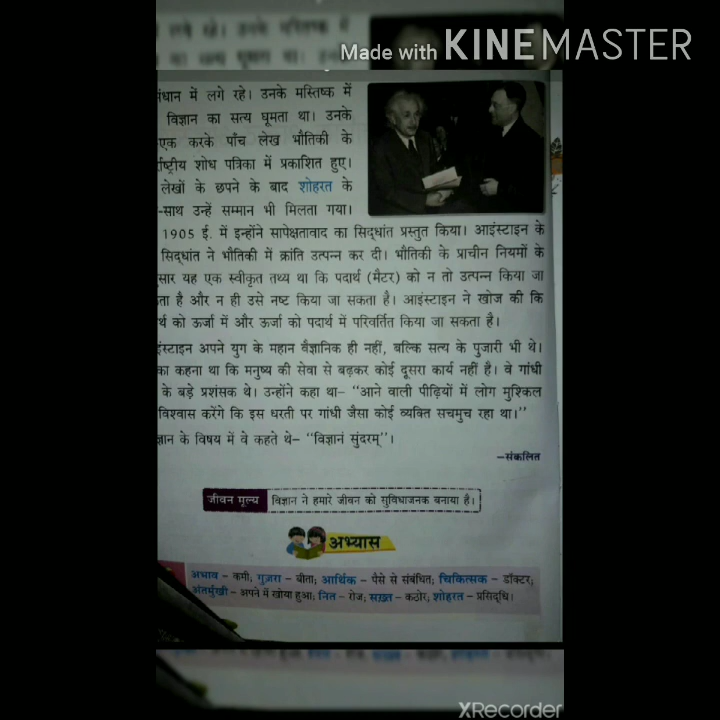 Made with KINEMASTER
संधान में लगे रहे। उनके मस्तिष्क में
विज्ञान का सत्य घूमता था। उनके
एक करके पाँच लेख भौतिकी के
र्राष्ट्रीय शोध पत्रिका में प्रकाशित हुए।
लेखों के छपने के बाद शोहरत के
-साथ उन्हें सम्मान भी मिलता गया।
1905 ई. में इन्होंने सापेक्षतावाद का सिद्धांत प्रस्तुत किया। आइंस्टाइन के
सिद्धांत ने भौतिकी में क्रांति उत्पन्न कर दी। भौतिकी के प्राचीन नियमों के
सार यह एक स्वीकृत तथ्य था कि पदार्थ (मैटर) को न तो उत्पन्न किया जा
ता है और न ही उसे नष्ट किया जा सकता है। आइंस्टाइन ने खोज की कि
र्थ को ऊर्जा में और ऊर्जा को पदार्थ में परिवर्तित किया जा सकता है।
इंस्टाइन अपने युग के महान वैज्ञानिक ही नहीं, बल्कि सत्य के पुजारी भी थे।
का कहना था कि मनुष्य की सेवा से बढ़कर कोई दूसरा कार्य नहीं है। वे गांधी
के बड़े प्रशंसक थे। उन्होंने कहा था– “आने वाली पीढ़ियों में लोग मुश्किल
विश्वास करेंगे कि इस धरती पर गांधी जैसा कोई व्यक्ति सचमुच रहा था।”
ज्ञान के विषय में वे कहते थे– “विज्ञानं सुंदरम्”।
–संकलित
जीवन मूल्य विज्ञान ने हमारे जीवन को सुविधाजनक बनाया है।
अभ्यास
अभाव – कमी; गुज़रा – बीता; आर्थिक – पैसे से संबंधित; चिकित्सक – डॉक्टर;
अंतर्मुखी – अपने में खोया हुआ; नित – रोज; सख़्त – कठोर; शोहरत – प्रसिद्धि।
XRecorder